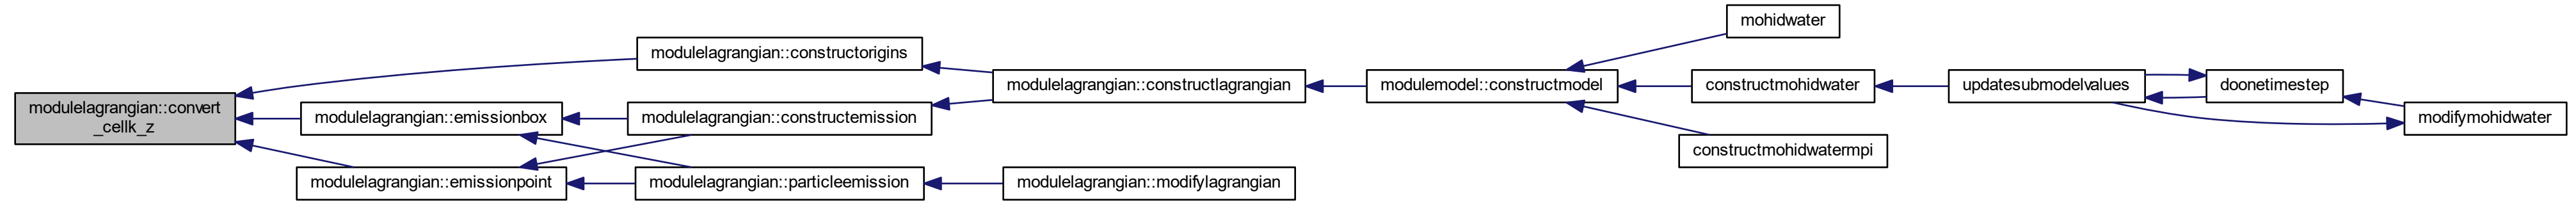 modulelagrangian::convert
_cellk_z
modulelagrangian::constructorigins
modulelagrangian::emissionbox
modulelagrangian::emissionpoint
modulelagrangian::constructemission
modulelagrangian::particleemission
modulelagrangian::constructlagrangian
modulelagrangian::modifylagrangian
modulemodel::constructmodel
mohidwater
constructmohidwater
constructmohidwatermpi
updatesubmodelvalues
doonetimestep
modifymohidwater